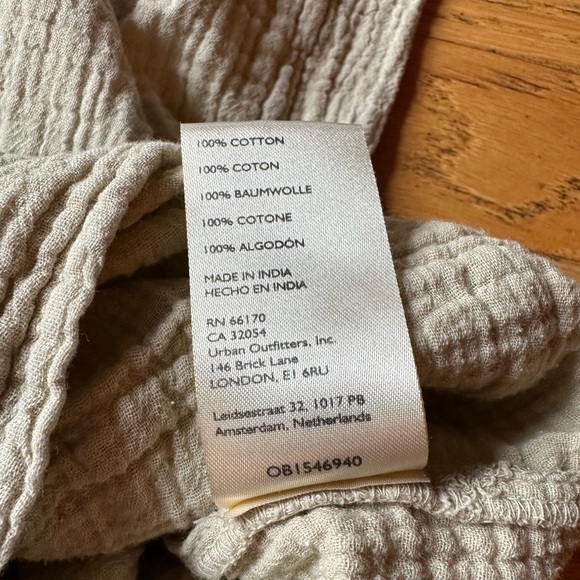 100% COTTON
100% COTON
100% BAUMWOLLE
100% COTONE
100% ALGODÓN
MADE IN INDIA
HECHO EN INDIA
RN 66170
CA 32054
Urban Outfitters, Inc.
146 Brick Lane
LONDON, E1 6RU
Leidsestraat 32, 1017 PB
Amsterdam, Netherlands
OB1546940